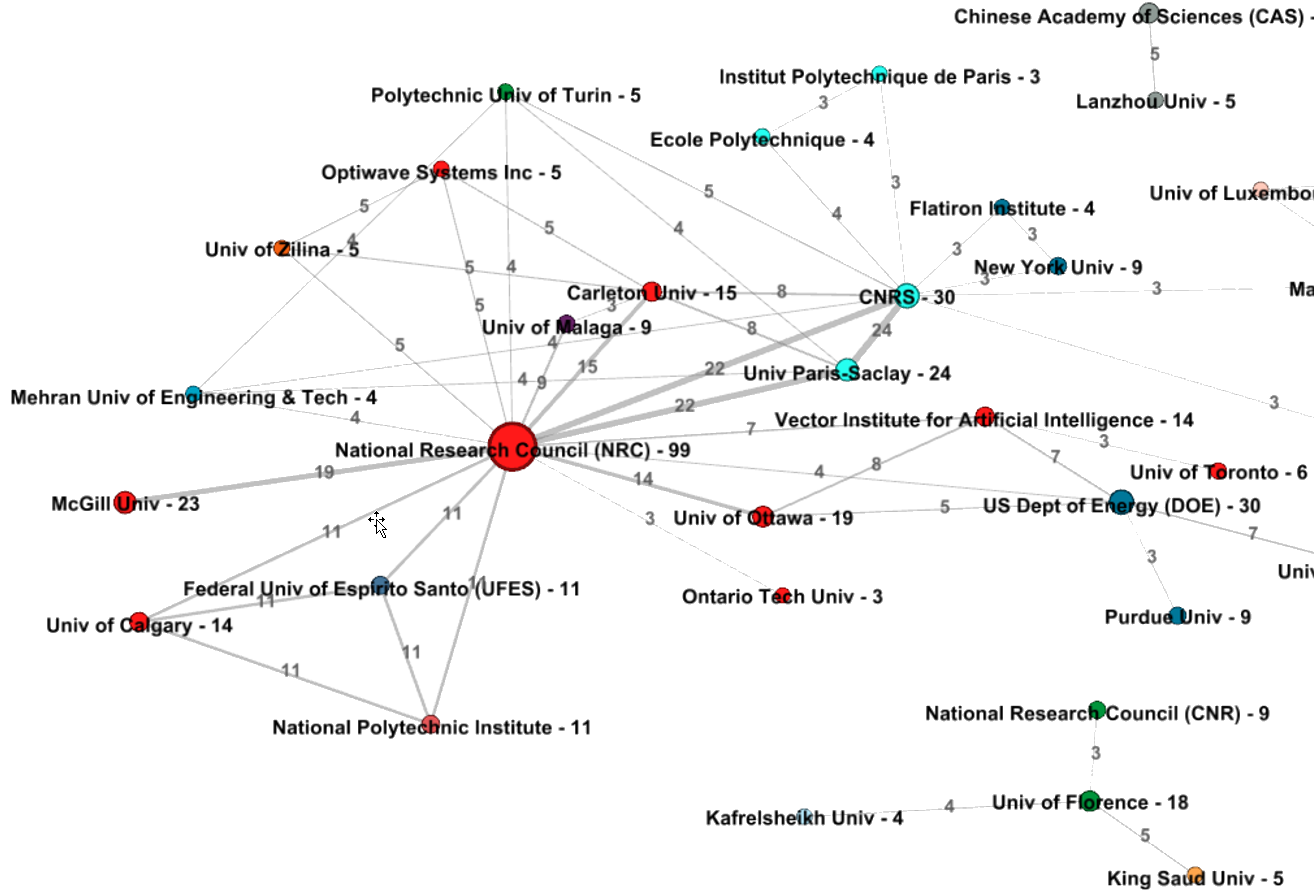 Chinese Academy of Sciences (CAS) -
5
Institut Polytechnique de Paris - 3
Polytechnic Univ of Turin - 5
3
Lanzhou Univ - 5
Ecole Polytechnique - 4
Optiwave Systems Inc - 5
3
5
Univ of Luxembo
5
4
Flatiron Institute - 4
5
4
3
4
Univ of Zilina - 5
3
5
4
New York Univ - 9
3
Carleton Univ - 15
8
CNRS - 30
3
Ma
5
3
Univ of Malaga - 9
8
24
5
4
15
22
Univ Paris-Saclay - 24
4
9
Mehran Univ of Engineering & Tech - 4
3
4
22
Vector Institute for Artificial Intelligence - 14
7
3
National Research Council (NRC) - 99
7
19
8
4
Univ of Toronto - 6
14
McGill Univ - 23
5
US Dept of Energy (DOE) - 30
11
3
Univ of Ottawa - 19
11
7
3
Univ
11
Federal Univ of Espirito Santo (UFES) - 11
11
Ontario Tech Univ - 3
Univ of Calgary - 14
Purdue Univ - 9
11
11
National Polytechnic Institute - 11
National Research Council (CNR) - 9
3
Univ of Florence - 18
4
Kafrelsheikh Univ - 4
5
King Saud Univ - 5